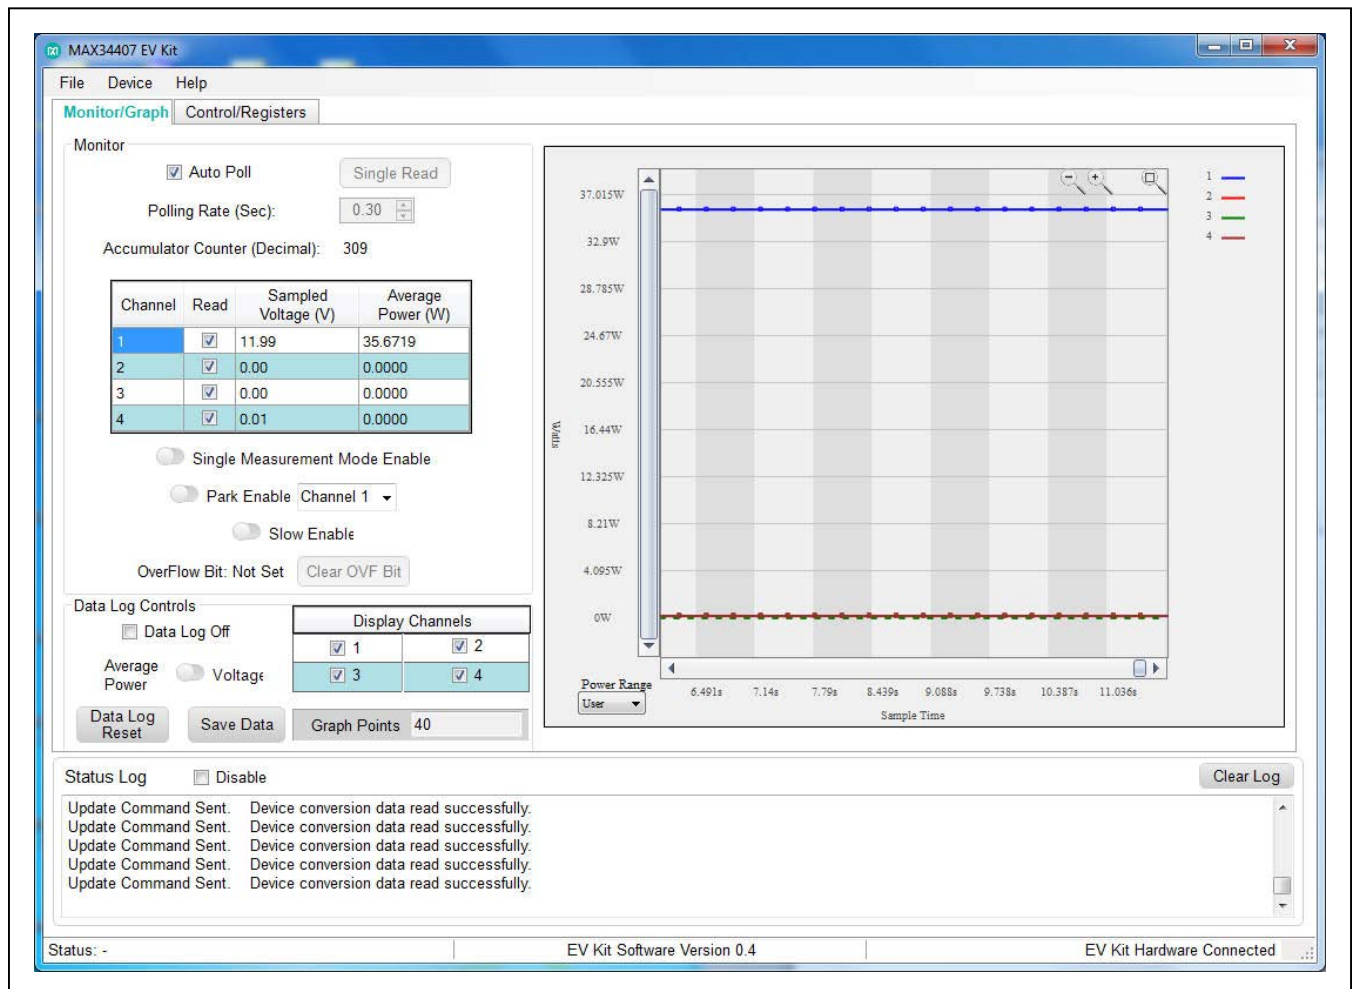 MAX34407 EV Kit
File Device Help
Monitor/Graph Control/Registers
Monitor
Auto Poll Single Read
Polling Rate (Sec): 0.30
Accumulator Counter (Decimal): 309
Channel Read Sampled Voltage (V) Average Power (W)
1 11.99 35.6719
2 0.00 0.0000
3 0.00 0.0000
4 0.01 0.0000
Single Measurement Mode Enable
Park Enable Channel 1
Slow Enable
OverFlow Bit: Not Set Clear OVF Bit
Data Log Controls
Data Log Off
Average Power Voltage
Display Channels
1 2
3 4
Data Log Reset Save Data Graph Points 40
37.015W
32.9W
28.785W
24.67W
20.555W
16.44W
12.325W
8.21W
4.095W
0W
Watts
1
2
3
4
Power Range
User
6.491s 7.14s 7.79s 8.439s 9.088s 9.738s 10.387s 11.036s
Sample Time
Status Log Disable Clear Log
Update Command Sent. Device conversion data read successfully.
Update Command Sent. Device conversion data read successfully.
Update Command Sent. Device conversion data read successfully.
Update Command Sent. Device conversion data read successfully.
Update Command Sent. Device conversion data read successfully.
Status: - EV Kit Software Version 0.4 EV Kit Hardware Connected